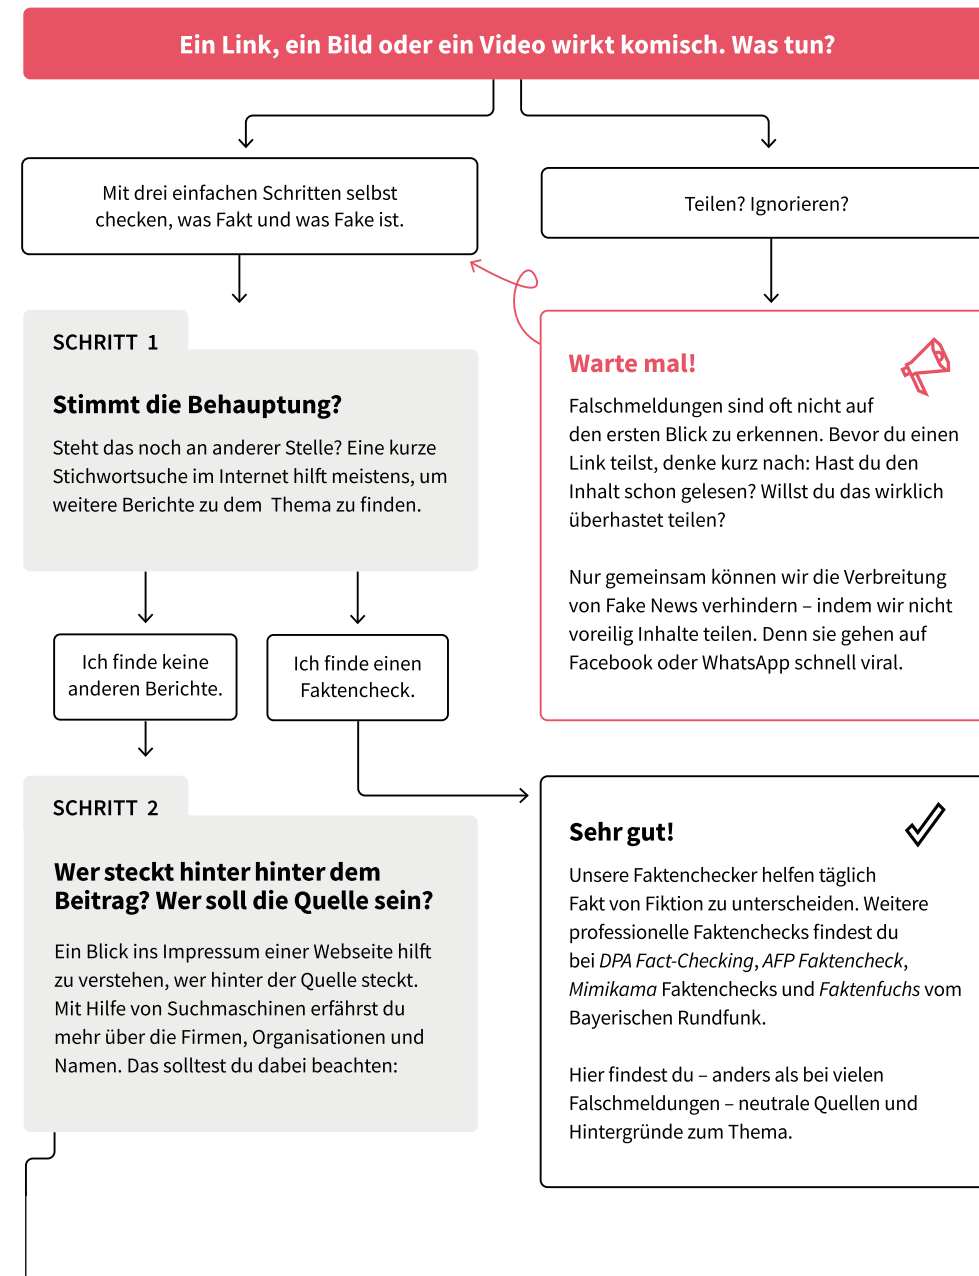 Ein Link, ein Bild oder ein Video wirkt komisch. Was tun?
Mit drei einfachen Schritten selbst
checken, was Fakt und was Fake ist.
Teilen? Ignorieren?
SCHRITT 1
Stimmt die Behauptung?
Steht das noch an anderer Stelle? Eine kurze
Stichwortsuche im Internet hilft meistens, um
weitere Berichte zu dem Thema zu finden.
Warte mal!
Falschmeldungen sind oft nicht auf
den ersten Blick zu erkennen. Bevor du einen
Link teilst, denke kurz nach: Hast du den
Inhalt schon gelesen? Willst du das wirklich
überhastet teilen?
Nur gemeinsam können wir die Verbreitung
von Fake News verhindern – indem wir nicht
voreilig Inhalte teilen. Denn sie gehen auf
Facebook oder WhatsApp schnell viral.
Ich finde keine
anderen Berichte.
Ich finde einen
Faktencheck.
SCHRITT 2
Wer steckt hinter hinter dem
Beitrag? Wer soll die Quelle sein?
Ein Blick ins Impressum einer Webseite hilft
zu verstehen, wer hinter der Quelle steckt.
Mit Hilfe von Suchmaschinen erfährst du
mehr über die Firmen, Organisationen und
Namen. Das solltest du dabei beachten:
Sehr gut!
Unsere Faktenchecker helfen täglich
Fakt von Fiktion zu unterscheiden. Weitere
professionelle Faktenchecks findest du
bei DPA Fact-Checking, AFP Faktencheck,
Mimikama Faktenchecks und Faktenfuchs vom
Bayerischen Rundfunk.
Hier findest du – anders als bei vielen
Falschmeldungen – neutrale Quellen und
Hintergründe zum Thema.